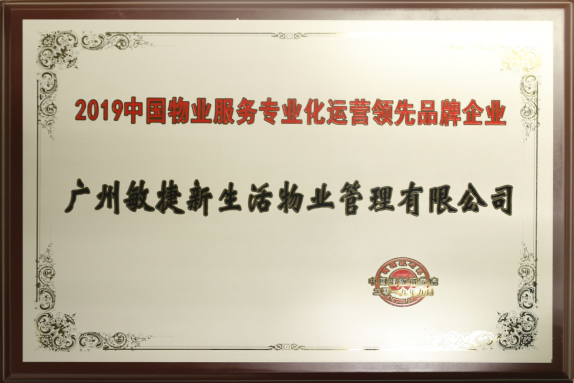 2019中国物业服务专业化运营领先品牌企业
广州敏捷新生活物业管理有限公司